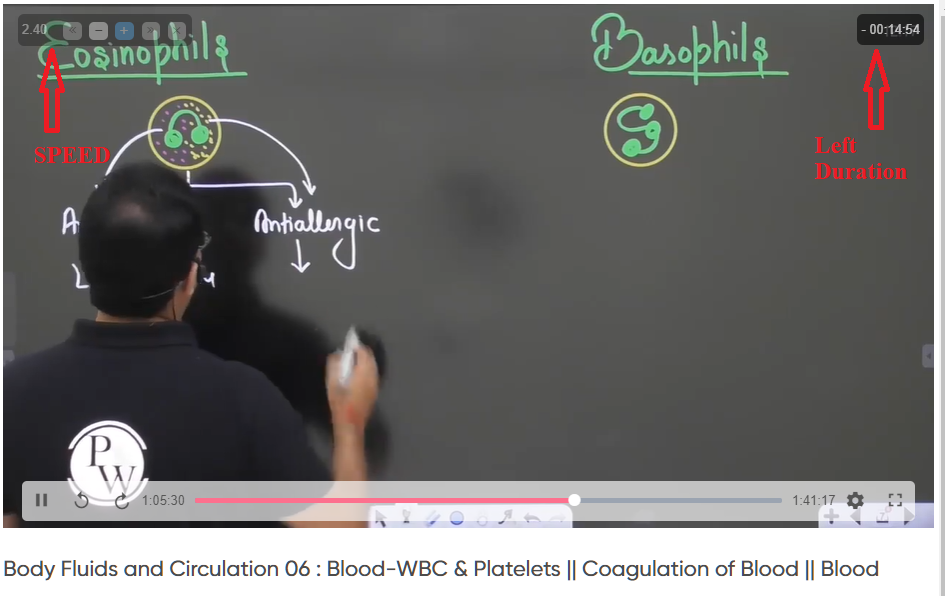 2.40 « − + » ×
- 00:14:54
Eosinophils
Basophils
SPEED
Left
Duration
Antiallergic
PW
1:05:30
1:41:17
Body Fluids and Circulation 06 : Blood-WBC & Platelets || Coagulation of Blood || Blood